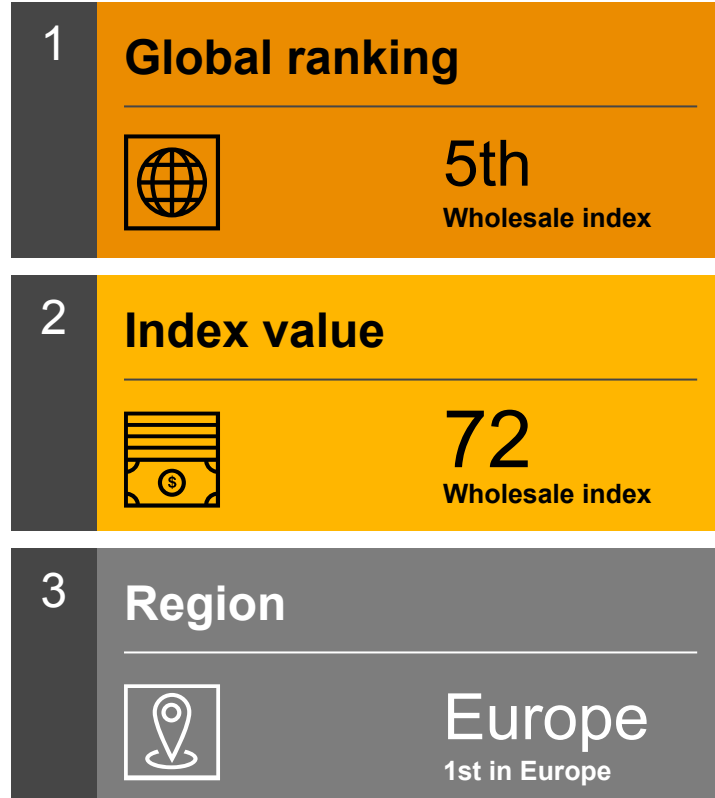 1
Global ranking
5th
Wholesale index
2
Index value
$
72
Wholesale index
3
Region
Europe
1st in Europe